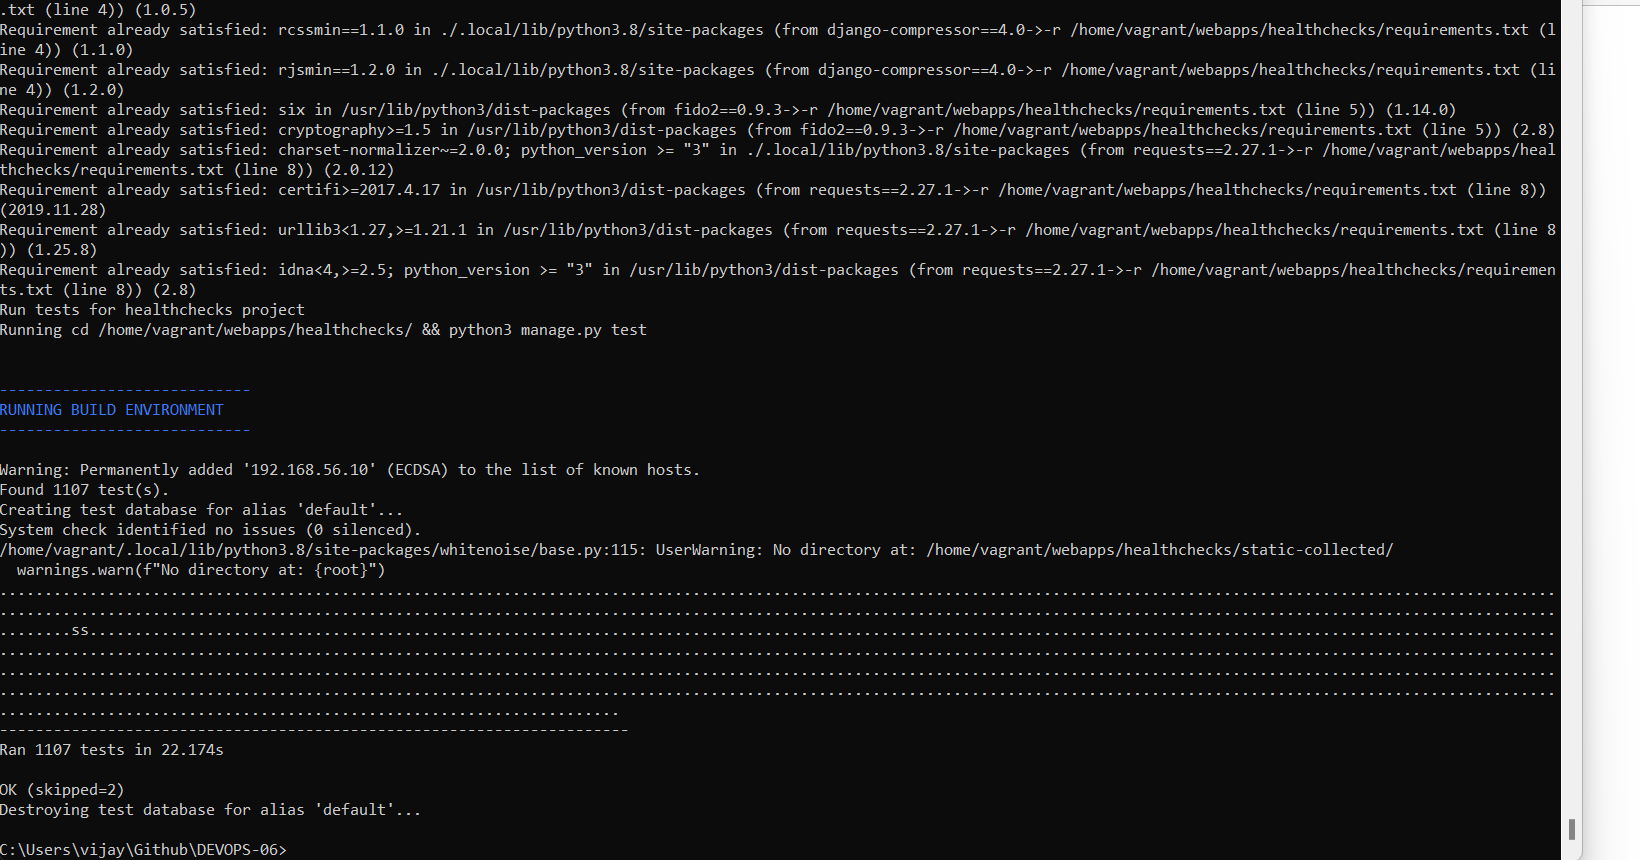 .txt (line 4)) (1.0.5)
Requirement already satisfied: rcssmin==1.1.0 in ./.local/lib/python3.8/site-packages (from django-compressor==4.0->-r /home/vagrant/webapps/healthchecks/requirements.txt (l
ine 4)) (1.1.0)
Requirement already satisfied: rjsmin==1.2.0 in ./.local/lib/python3.8/site-packages (from django-compressor==4.0->-r /home/vagrant/webapps/healthchecks/requirements.txt (li
ne 4)) (1.2.0)
Requirement already satisfied: six in /usr/lib/python3/dist-packages (from fido2==0.9.3->-r /home/vagrant/webapps/healthchecks/requirements.txt (line 5)) (1.14.0)
Requirement already satisfied: cryptography>=1.5 in /usr/lib/python3/dist-packages (from fido2==0.9.3->-r /home/vagrant/webapps/healthchecks/requirements.txt (line 5)) (2.8)
Requirement already satisfied: charset-normalizer~=2.0.0; python_version >= "3" in ./.local/lib/python3.8/site-packages (from requests==2.27.1->-r /home/vagrant/webapps/heal
thchecks/requirements.txt (line 8)) (2.0.12)
Requirement already satisfied: certifi>=2017.4.17 in /usr/lib/python3/dist-packages (from requests==2.27.1->-r /home/vagrant/webapps/healthchecks/requirements.txt (line 8))
(2019.11.28)
Requirement already satisfied: urllib3<1.27,>=1.21.1 in /usr/lib/python3/dist-packages (from requests==2.27.1->-r /home/vagrant/webapps/healthchecks/requirements.txt (line 8
)) (1.25.8)
Requirement already satisfied: idna<4,>=2.5; python_version >= "3" in /usr/lib/python3/dist-packages (from requests==2.27.1->-r /home/vagrant/webapps/healthchecks/requiremen
ts.txt (line 8)) (2.8)
Run tests for healthchecks project
Running cd /home/vagrant/webapps/healthchecks/ && python3 manage.py test
----------------------------
RUNNING BUILD ENVIRONMENT
----------------------------
Warning: Permanently added '192.168.56.10' (ECDSA) to the list of known hosts.
Found 1107 test(s).
Creating test database for alias 'default'...
System check identified no issues (0 silenced).
/home/vagrant/.local/lib/python3.8/site-packages/whitenoise/base.py:115: UserWarning: No directory at: /home/vagrant/webapps/healthchecks/static-collected/
  warnings.warn(f"No directory at: {root}")
.............................................................................................................................................................................
.............................................................................................................................................................................
........ss...................................................................................................................................................................
.............................................................................................................................................................................
.............................................................................................................................................................................
.............................................................................................................................................................................
.....................................................................
----------------------------------------------------------------------
Ran 1107 tests in 22.174s
OK (skipped=2)
Destroying test database for alias 'default'...
C:\Users\vijay\Github\DEVOPS-06>